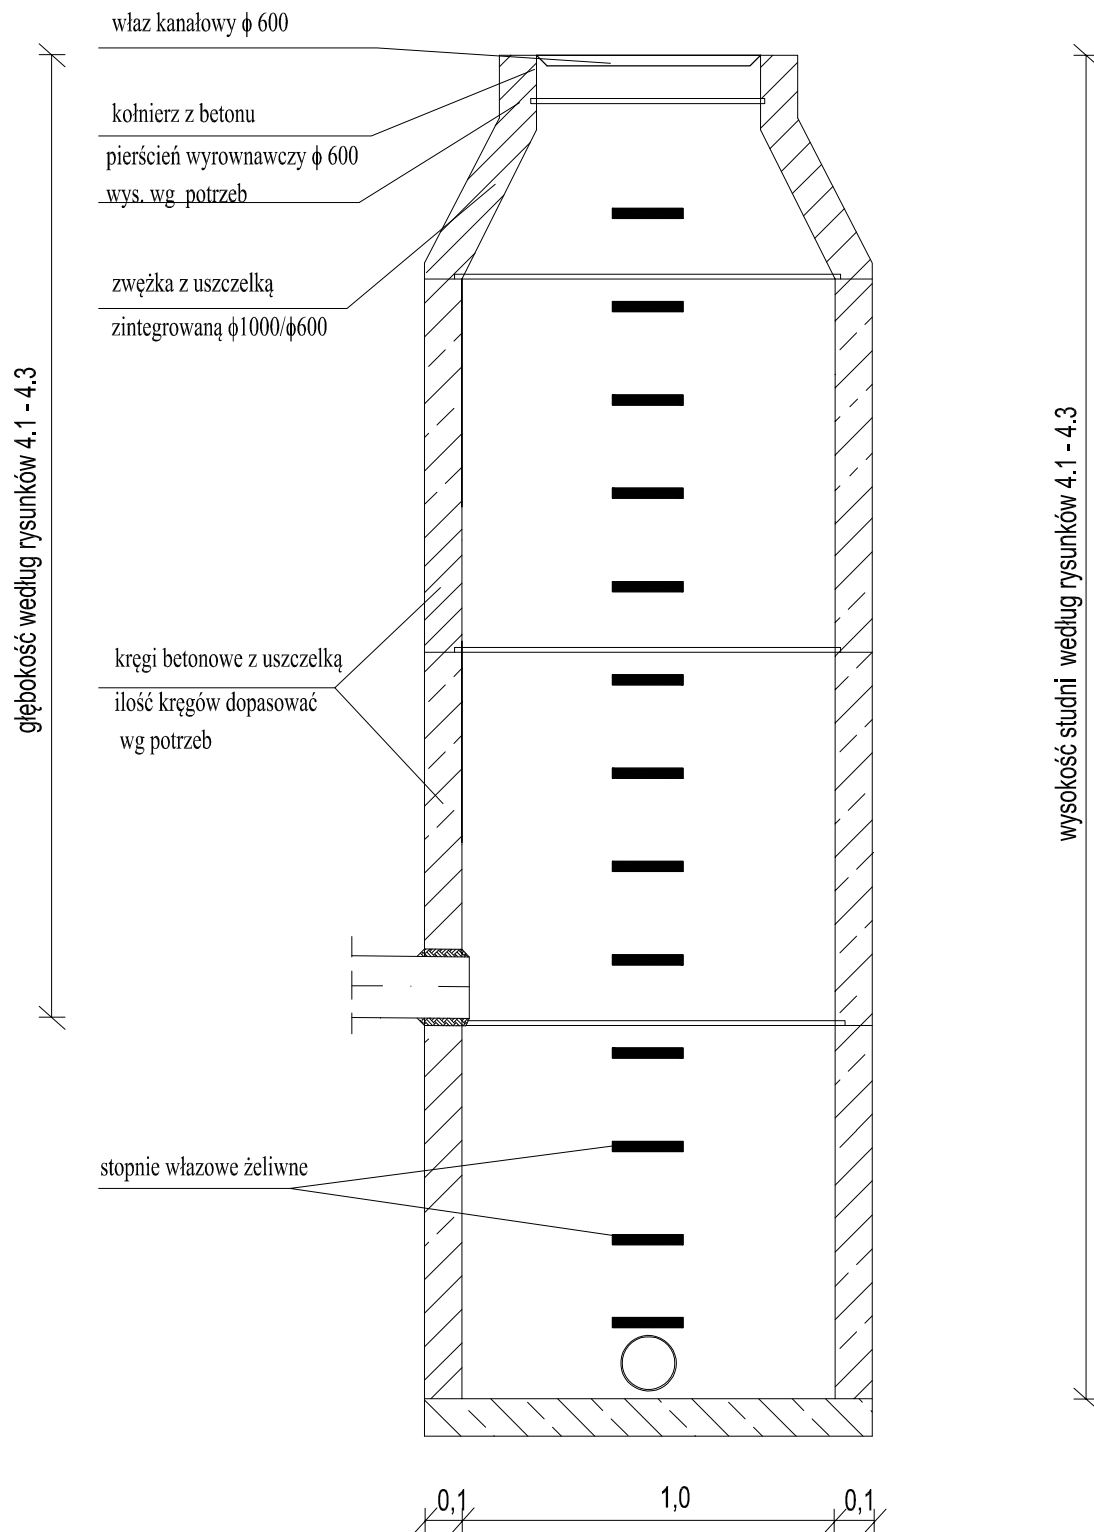 właz kanałowy ϕ 600
kołnierz z betonu
pierścień wyrownawczy ϕ 600
wys. wg potrzeb
zwężka z uszczelką
zintegrowaną ϕ1000/ϕ600
głębokość według rysunków 4.1 - 4.3
wysokość studni według rysunków 4.1 - 4.3
kręgi betonowe z uszczelką
ilość kręgów dopasować
wg potrzeb
stopnie włazowe żeliwne
0,1
1,0
0,1